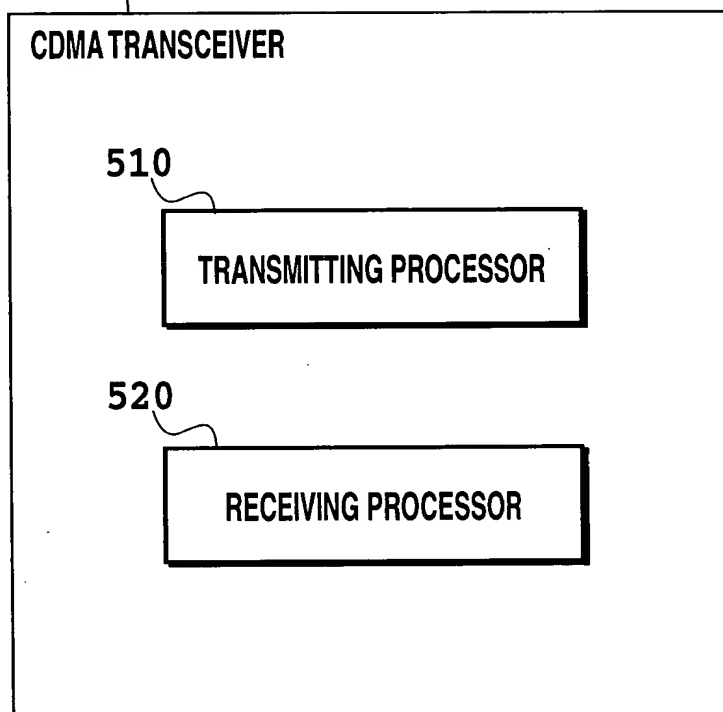 CDMA TRANSCEIVER
510
TRANSMITTING PROCESSOR
520
RECEIVING PROCESSOR